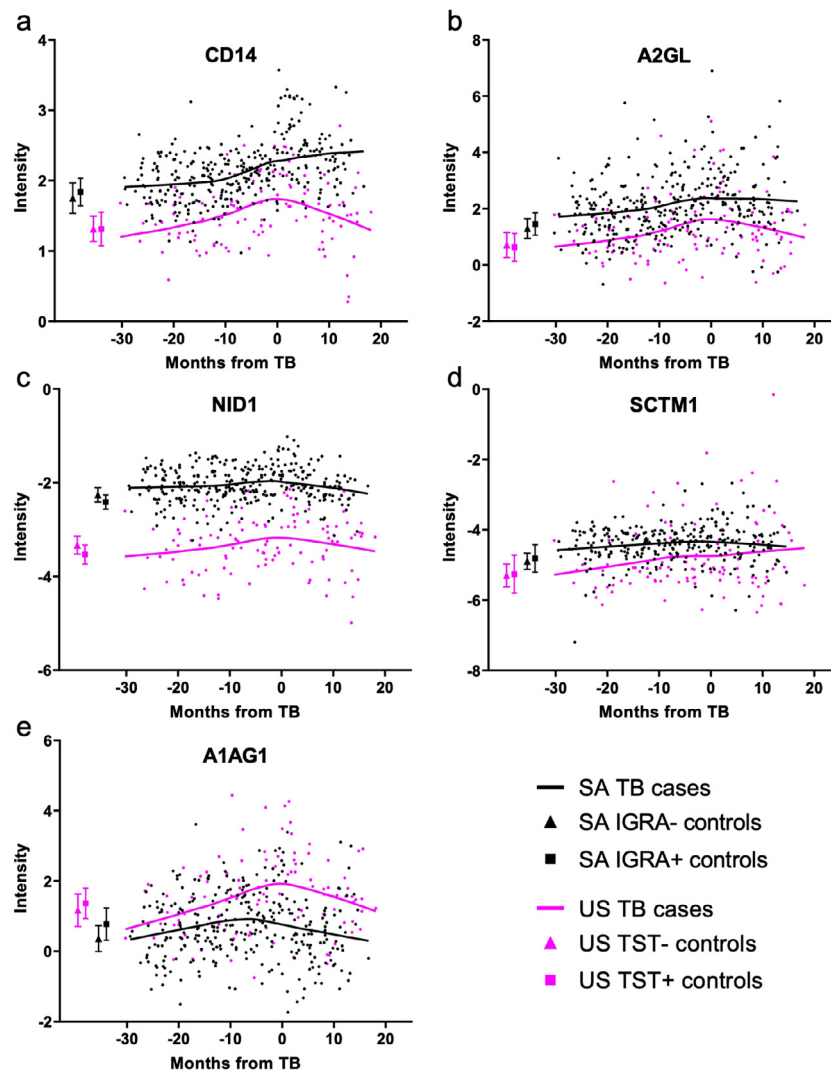 a
CD14
4
3
2
1
0
Intensity
-30 -20 -10 0 10 20
Months from TB
b
A2GL
8
6
4
2
0
-2
Intensity
-30 -20 -10 0 10 20
Months from TB
c
NID1
0
-2
-4
-6
Intensity
-30 -20 -10 0 10 20
Months from TB
d
SCTM1
0
-2
-4
-6
-8
Intensity
-30 -20 -10 0 10 20
Months from TB
e
A1AG1
6
4
2
0
-2
Intensity
-30 -20 -10 0 10 20
Months from TB
SA TB cases
SA IGRA- controls
SA IGRA+ controls
US TB cases
US TST- controls
US TST+ controls